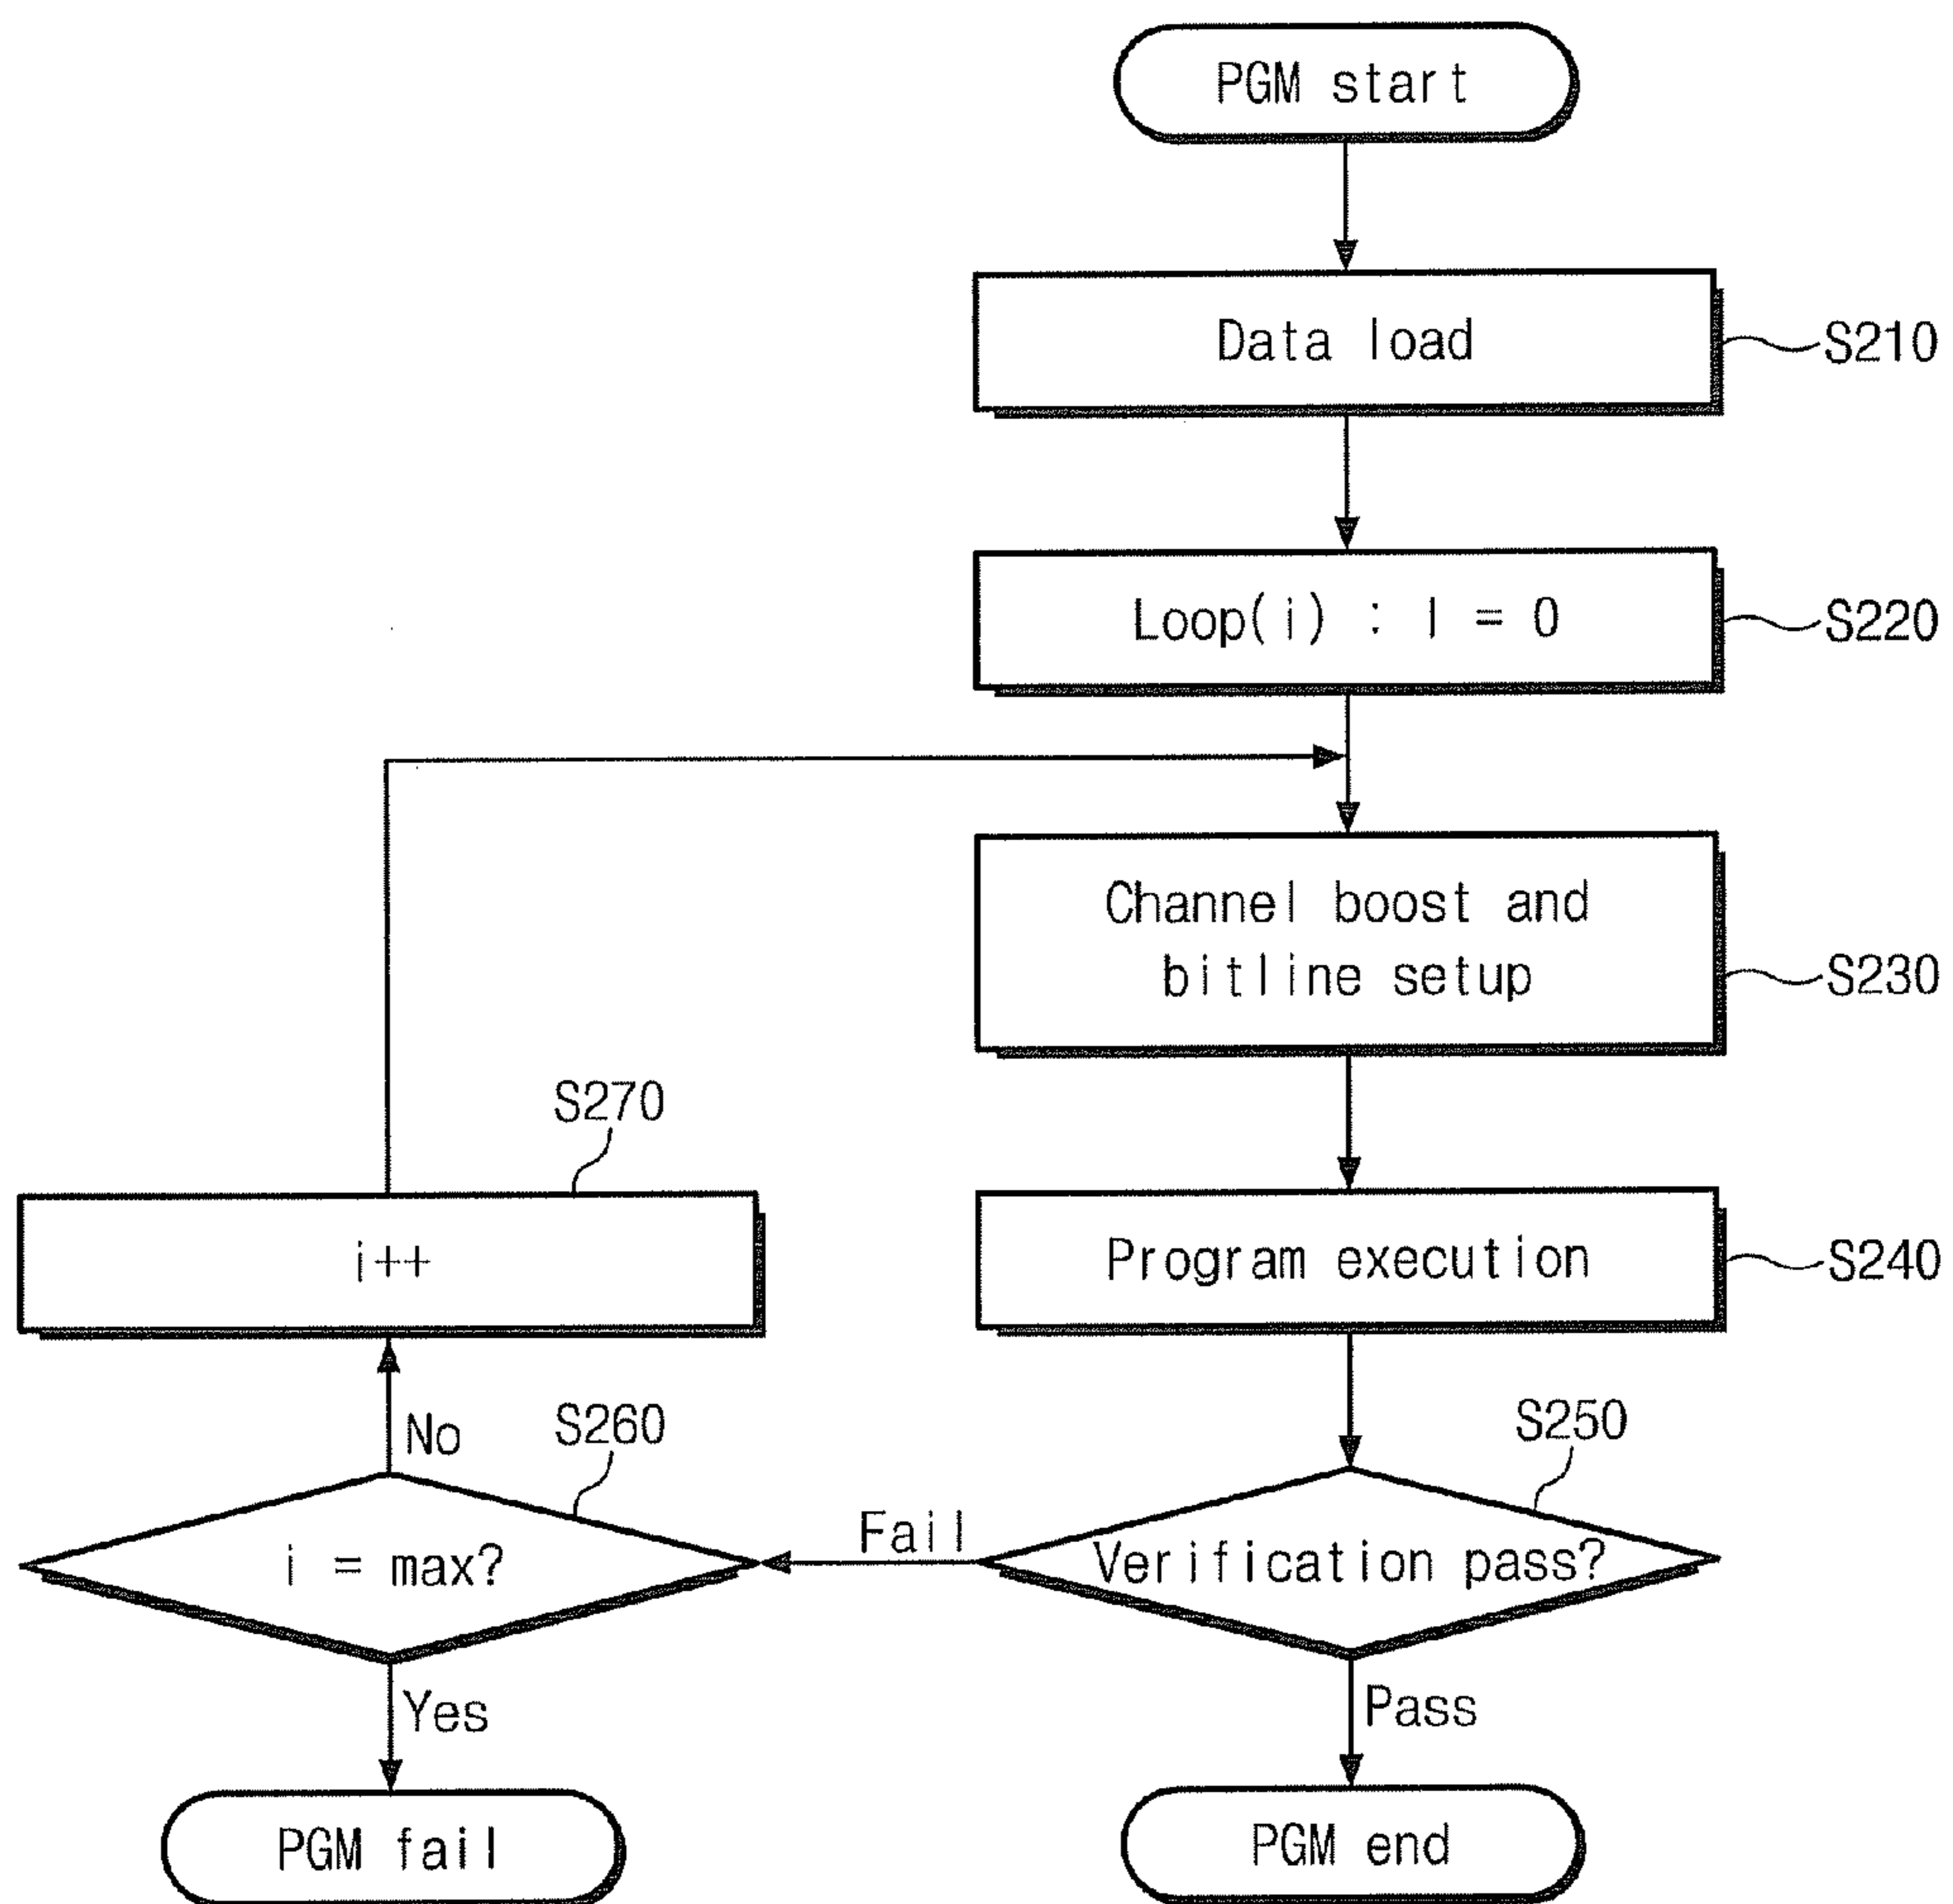 PGM start
Data load
S210
Loop(i) : I = 0
S220
Channel boost and
bitline setup
S230
S270
i++
Program execution
S240
No
S260
S250
i = max?
Fail
Verification pass?
Yes
Pass
PGM fail
PGM end